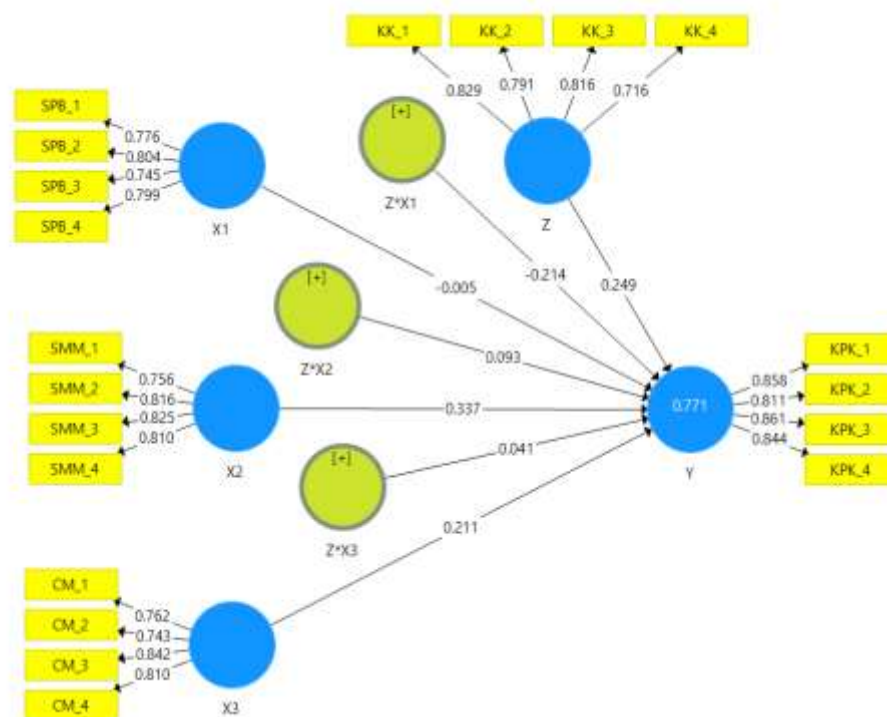 KK_1 KK_2 KK_3 KK_4
0.829 0.791 0.816 0.716
SPB_1
SPB_2
SPB_3
SPB_4
0.776
0.804
0.745
0.799
X1
[+]
Z*X1
Z
-0.005
-0.214
0.249
[+]
Z*X2
0.093
SMM_1
SMM_2
SMM_3
SMM_4
0.756
0.816
0.825
0.810
X2
0.337
0.771
Y
KPK_1
KPK_2
KPK_3
KPK_4
0.858
0.811
0.861
0.844
[+]
Z*X3
0.041
0.211
CM_1
CM_2
CM_3
CM_4
0.762
0.743
0.842
0.810
X3